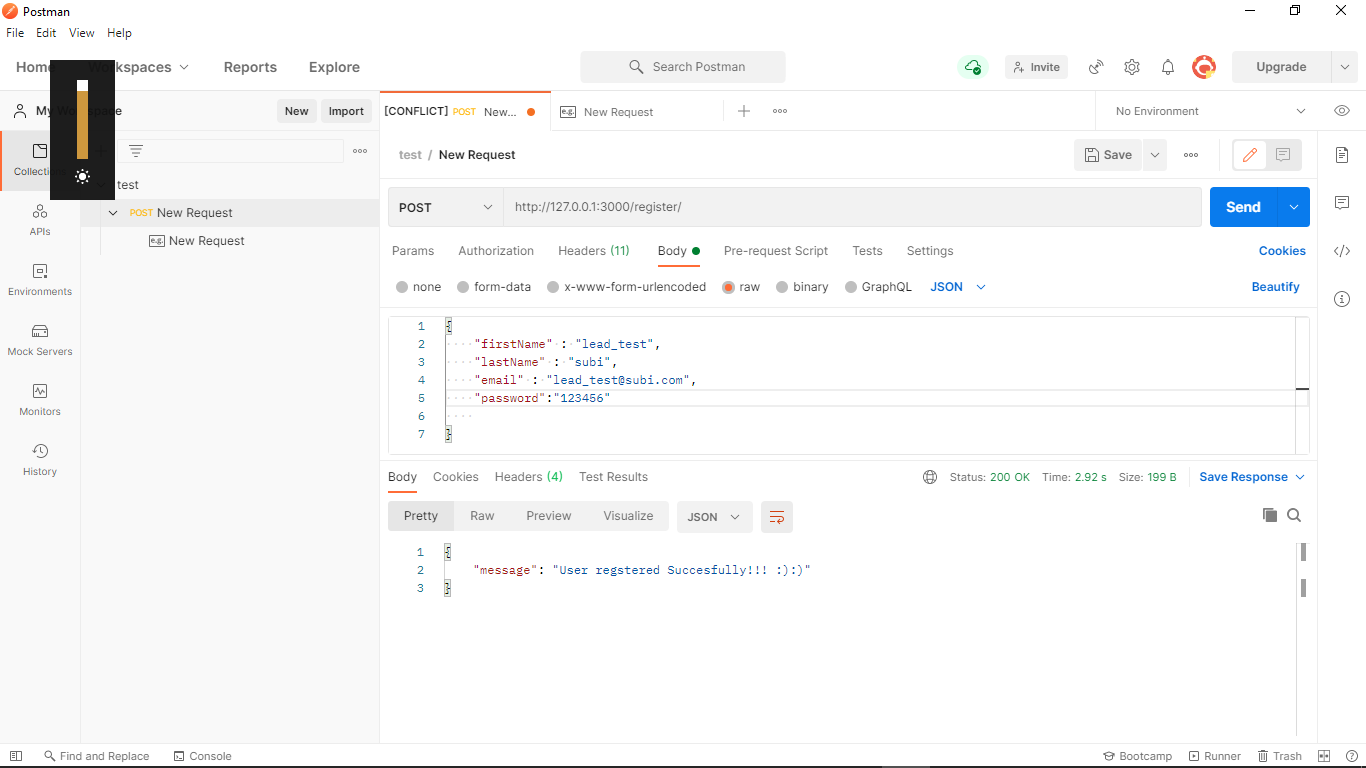 Postman
File Edit View Help
Home Workspaces Reports Explore Search Postman Invite Upgrade
My Workspace New Import [CONFLICT] POST New... e.g. New Request No Environment
test / New Request Save
Collections
test
POST New Request
e.g. New Request
APIs
Environments
Mock Servers
Monitors
History
POST http://127.0.0.1:3000/register/ Send
Params Authorization Headers (11) Body Pre-request Script Tests Settings Cookies
none form-data x-www-form-urlencoded raw binary GraphQL JSON Beautify
1 {
2 "firstName" : "lead_test",
3 "lastName" : "subi",
4 "email" : "lead_test@subi.com",
5 "password":"123456"
6
7 }
Body Cookies Headers (4) Test Results Status: 200 OK Time: 2.92 s Size: 199 B Save Response
Pretty Raw Preview Visualize JSON
1 {
2 "message": "User regstered Succesfully!!! :):)"
3 }
Find and Replace Console Bootcamp Runner Trash